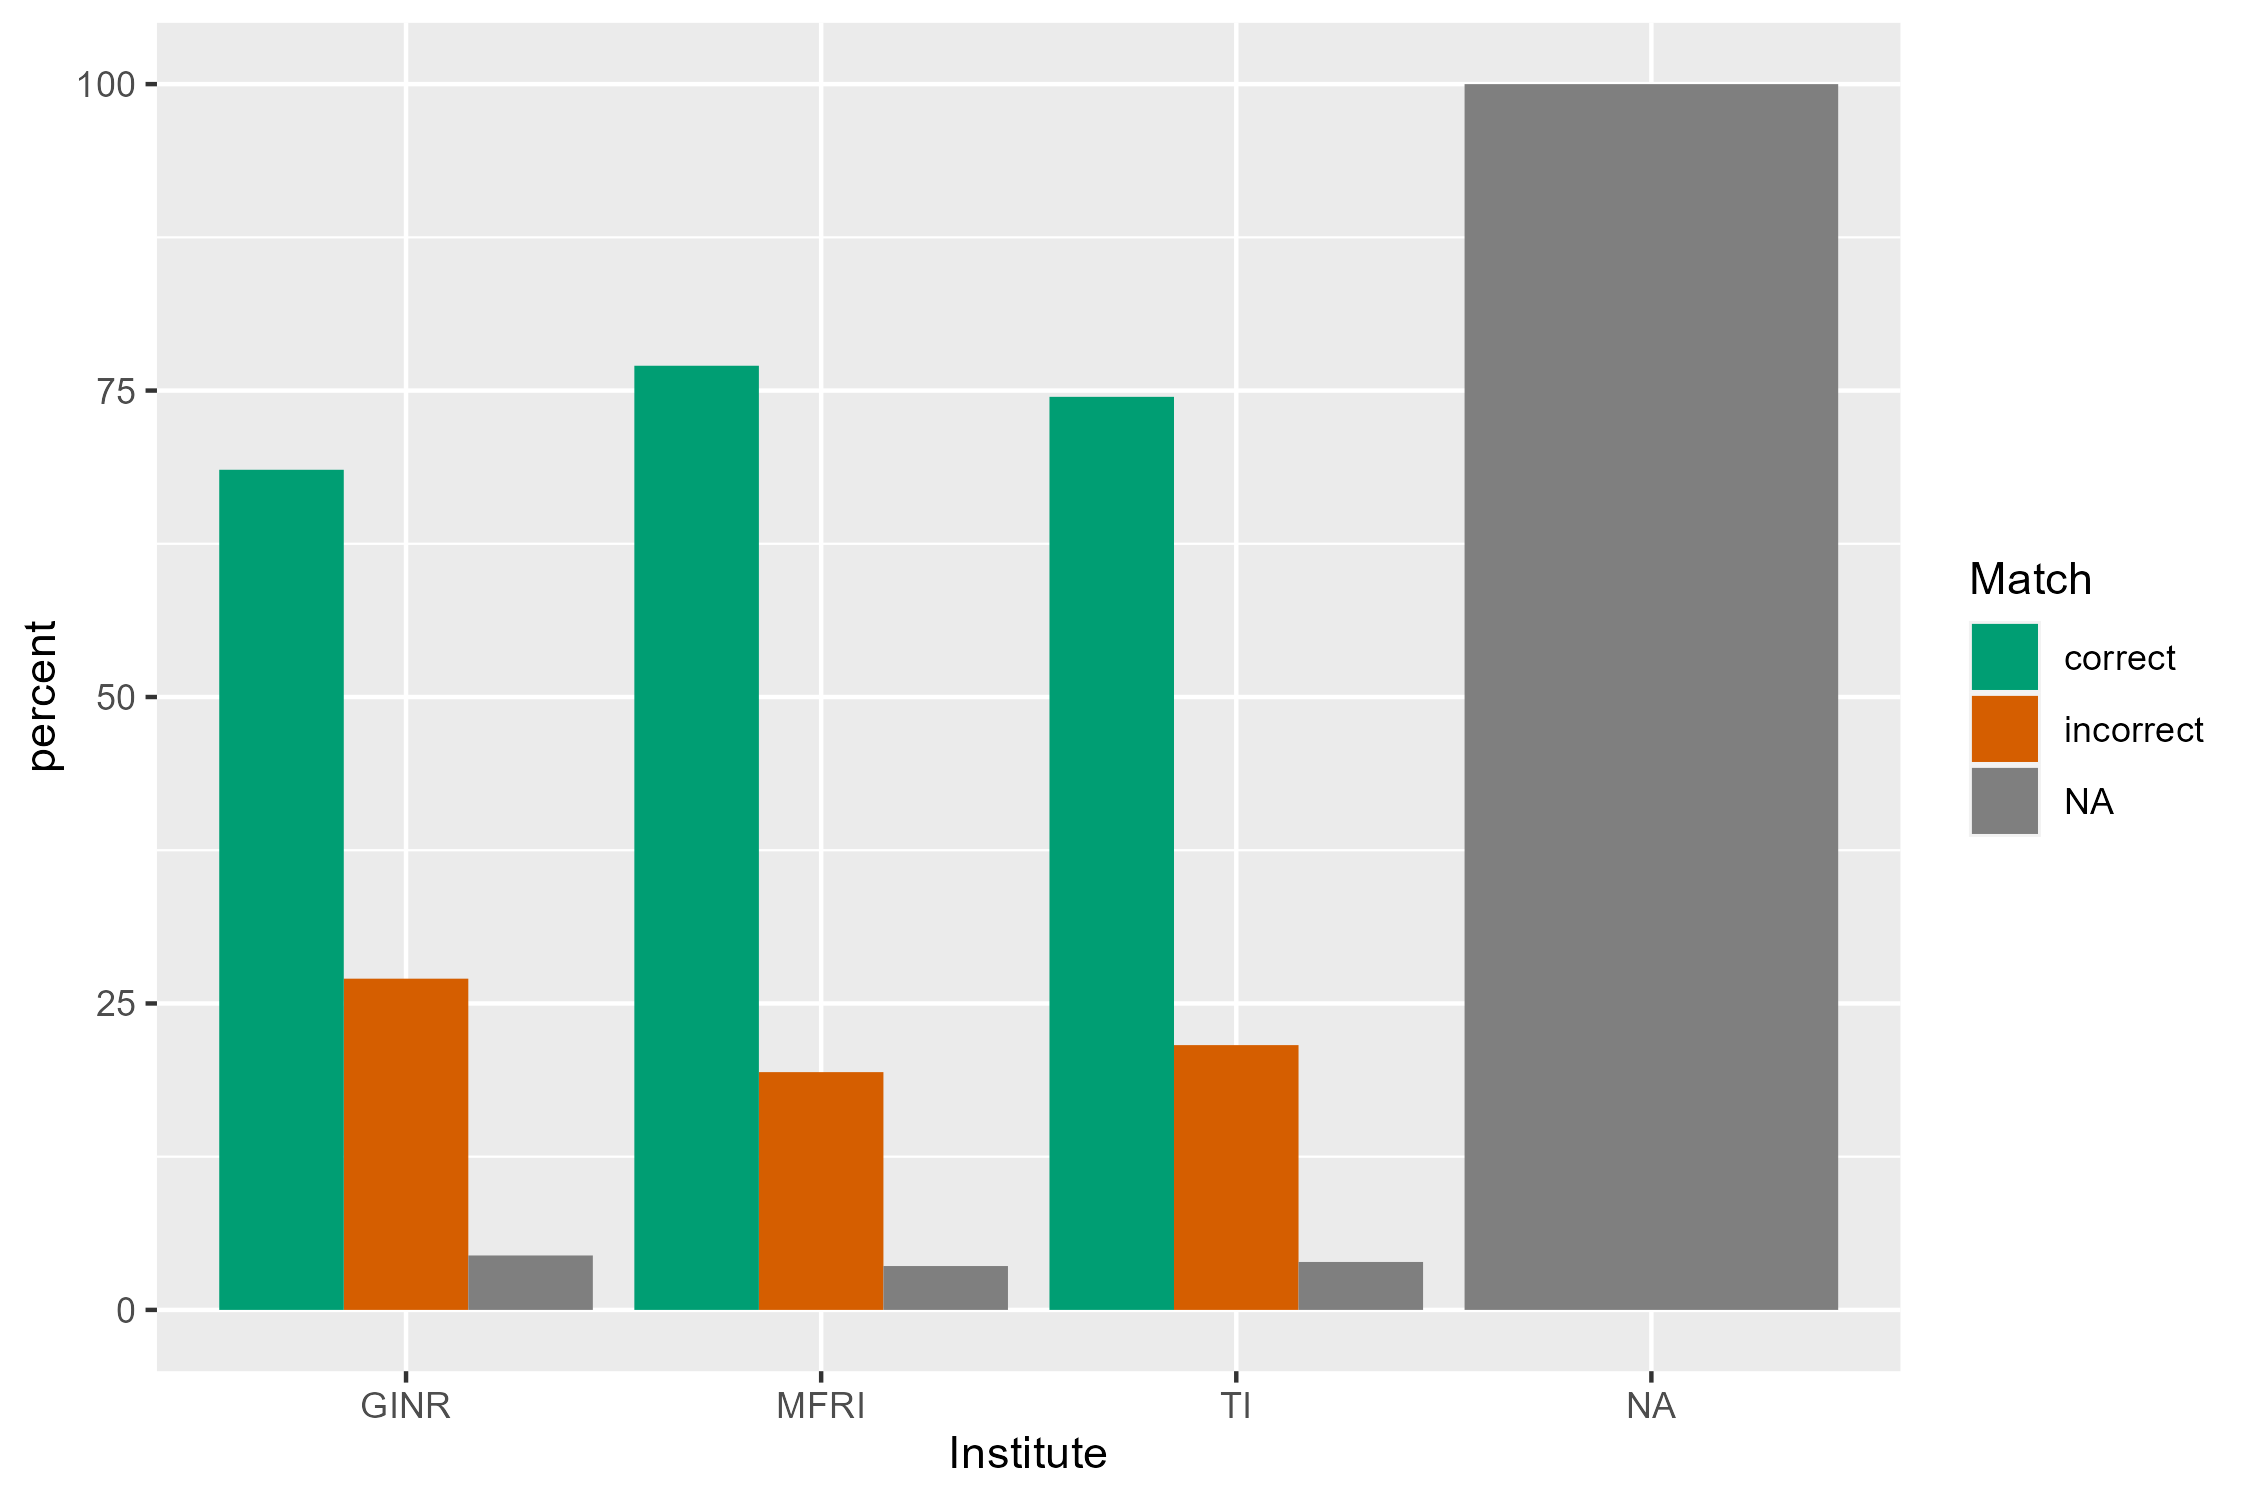 100
75
50
25
0
percent
GINR MFRI TI NA
Institute
Match
correct
incorrect
NA